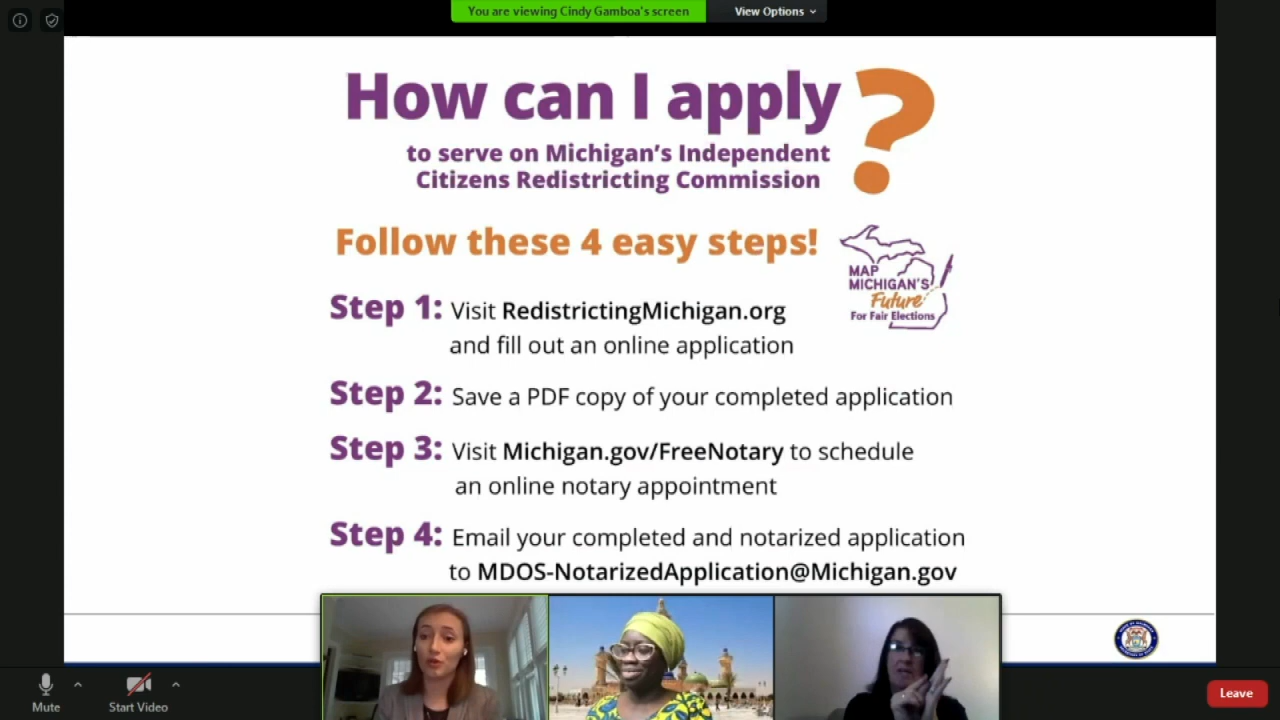 You are viewing Cindy Gamboa's screen
View Options
How can I apply?
to serve on Michigan's Independent
Citizens Redistricting Commission
Follow these 4 easy steps!
MAP
MICHIGAN'S
Future
For Fair Elections
Step 1: Visit RedistrictingMichigan.org
and fill out an online application
Step 2: Save a PDF copy of your completed application
Step 3: Visit Michigan.gov/FreeNotary to schedule
an online notary appointment
Step 4: Email your completed and notarized application
to MDOS-NotarizedApplication@Michigan.gov
Mute
Start Video
Leave